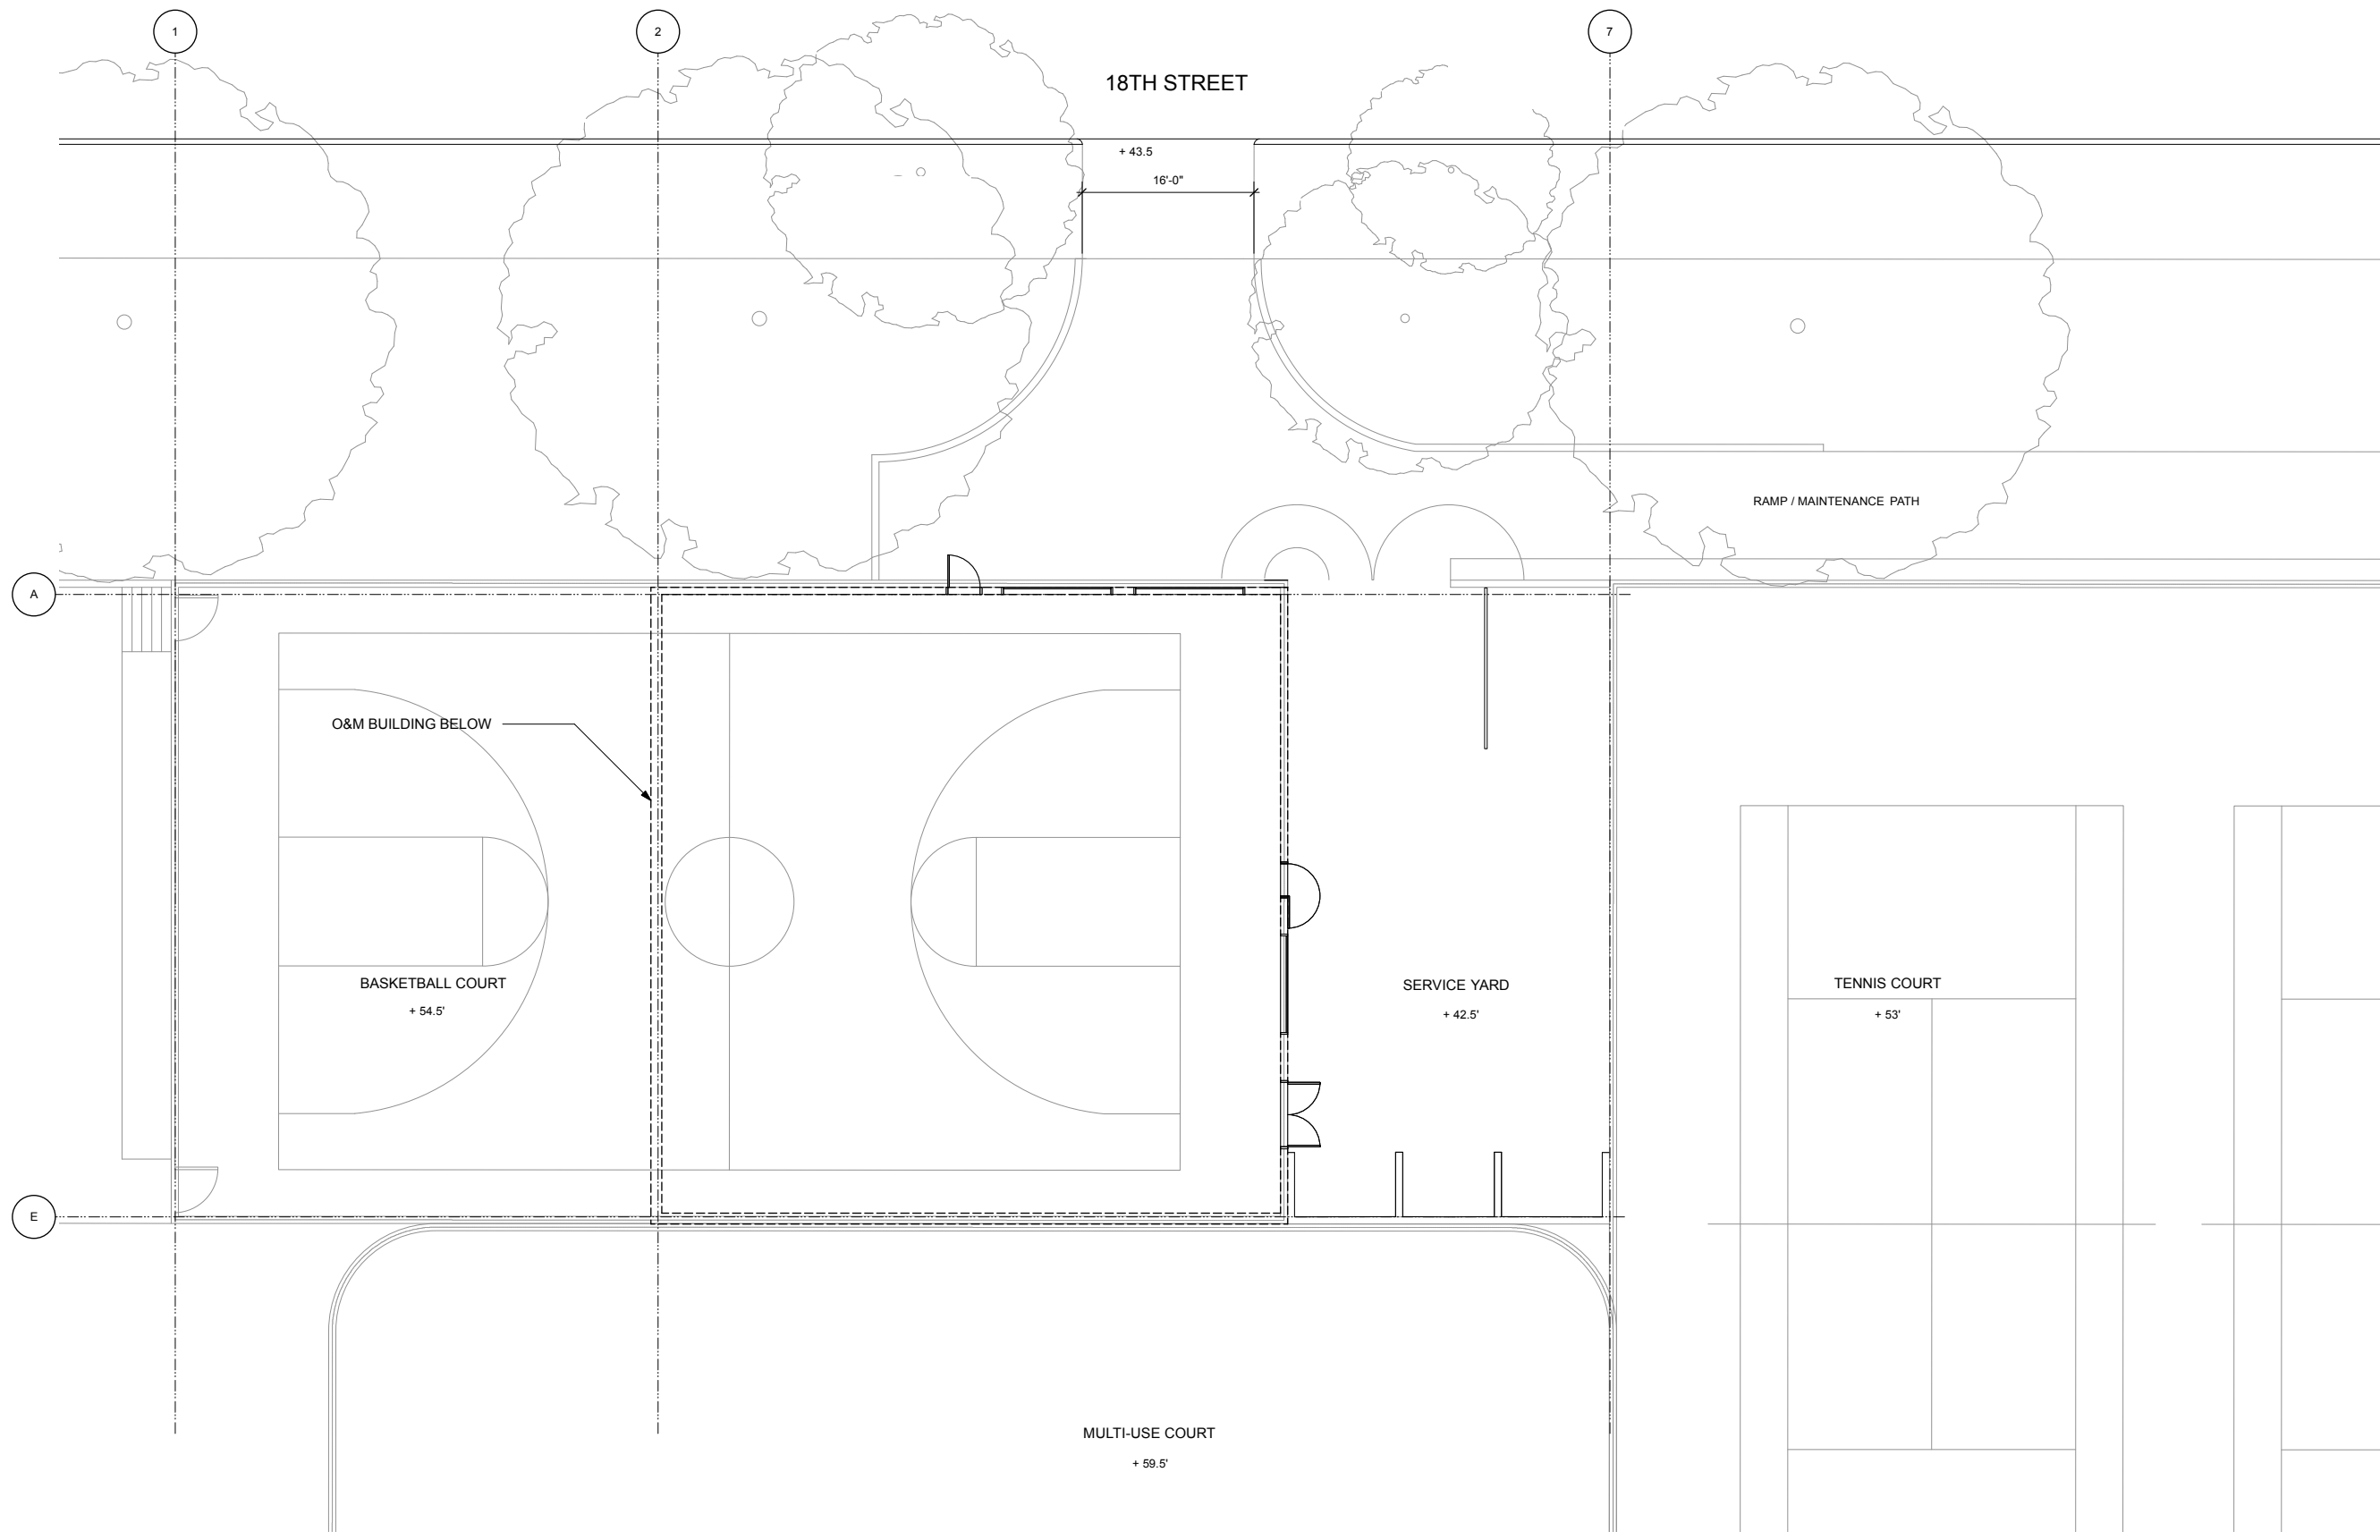 1
2
7
18TH STREET
+ 43.5
16'-0"
RAMP / MAINTENANCE PATH
A
O&M BUILDING BELOW
BASKETBALL COURT
+ 54.5'
SERVICE YARD
+ 42.5'
TENNIS COURT
+ 53'
E
MULTI-USE COURT
+ 59.5'